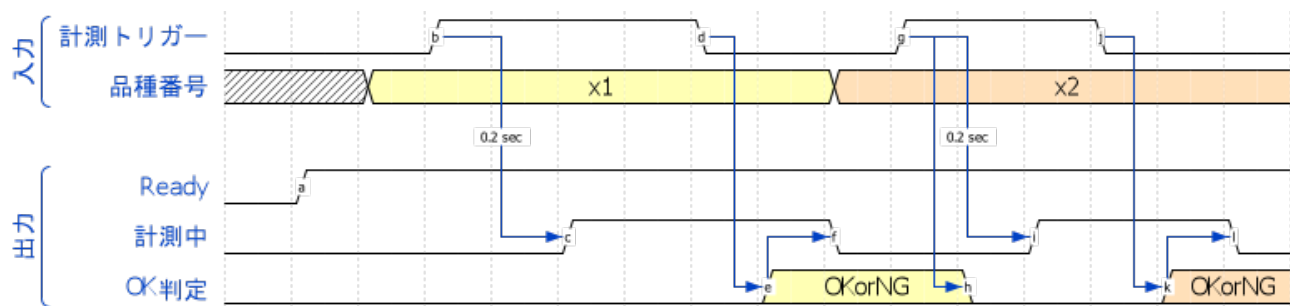 入力
計測トリガー
b
d
g
j
品種番号
x1
x2
0.2 sec
0.2 sec
出力
Ready
a
計測中
c
f
i
l
OK判定
e
OKorNG
h
k
OKorNG